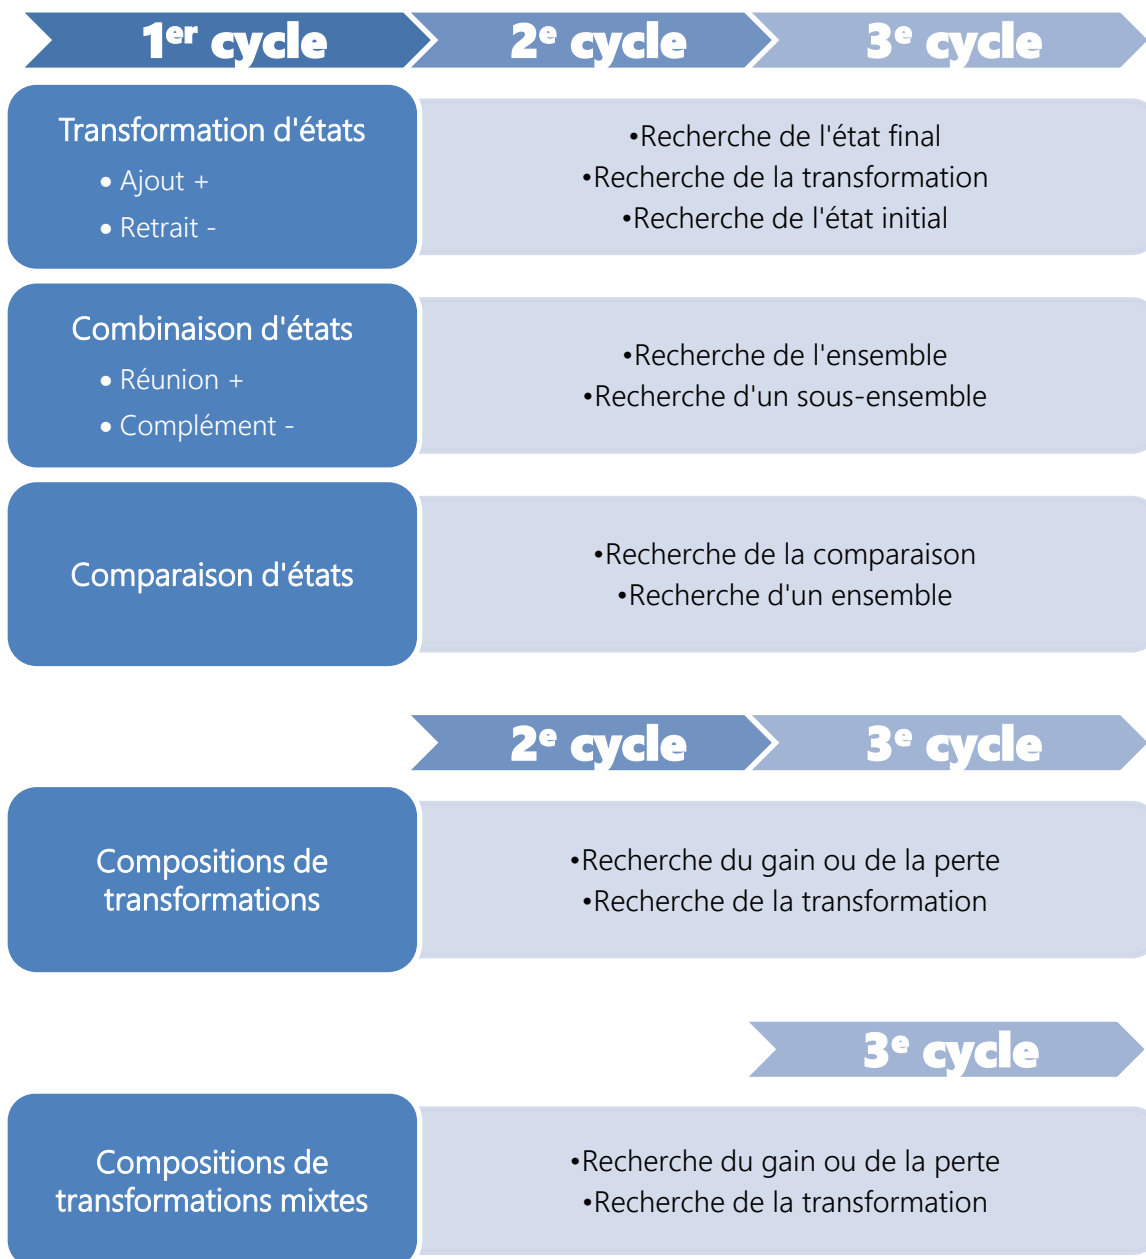 1er cycle 2e cycle 3e cycle
Transformation d'états
• Ajout +
• Retrait -
•Recherche de l'état final
•Recherche de la transformation
•Recherche de l'état initial
Combinaison d'états
• Réunion +
• Complément -
•Recherche de l'ensemble
•Recherche d'un sous-ensemble
Comparaison d'états
•Recherche de la comparaison
•Recherche d'un ensemble
2e cycle 3e cycle
Compositions de
transformations
•Recherche du gain ou de la perte
•Recherche de la transformation
3e cycle
Compositions de
transformations mixtes
•Recherche du gain ou de la perte
•Recherche de la transformation